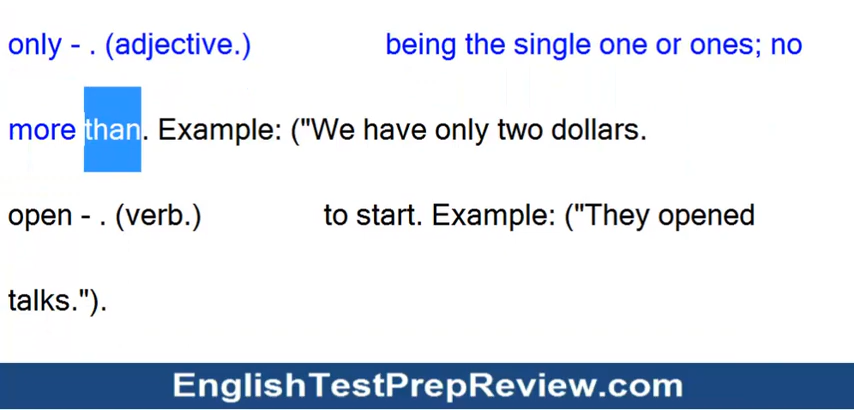 only - . (adjective.) being the single one or ones; no
more than. Example: ("We have only two dollars.
open - . (verb.) to start. Example: ("They opened
talks.").
EnglishTestPrepReview.com